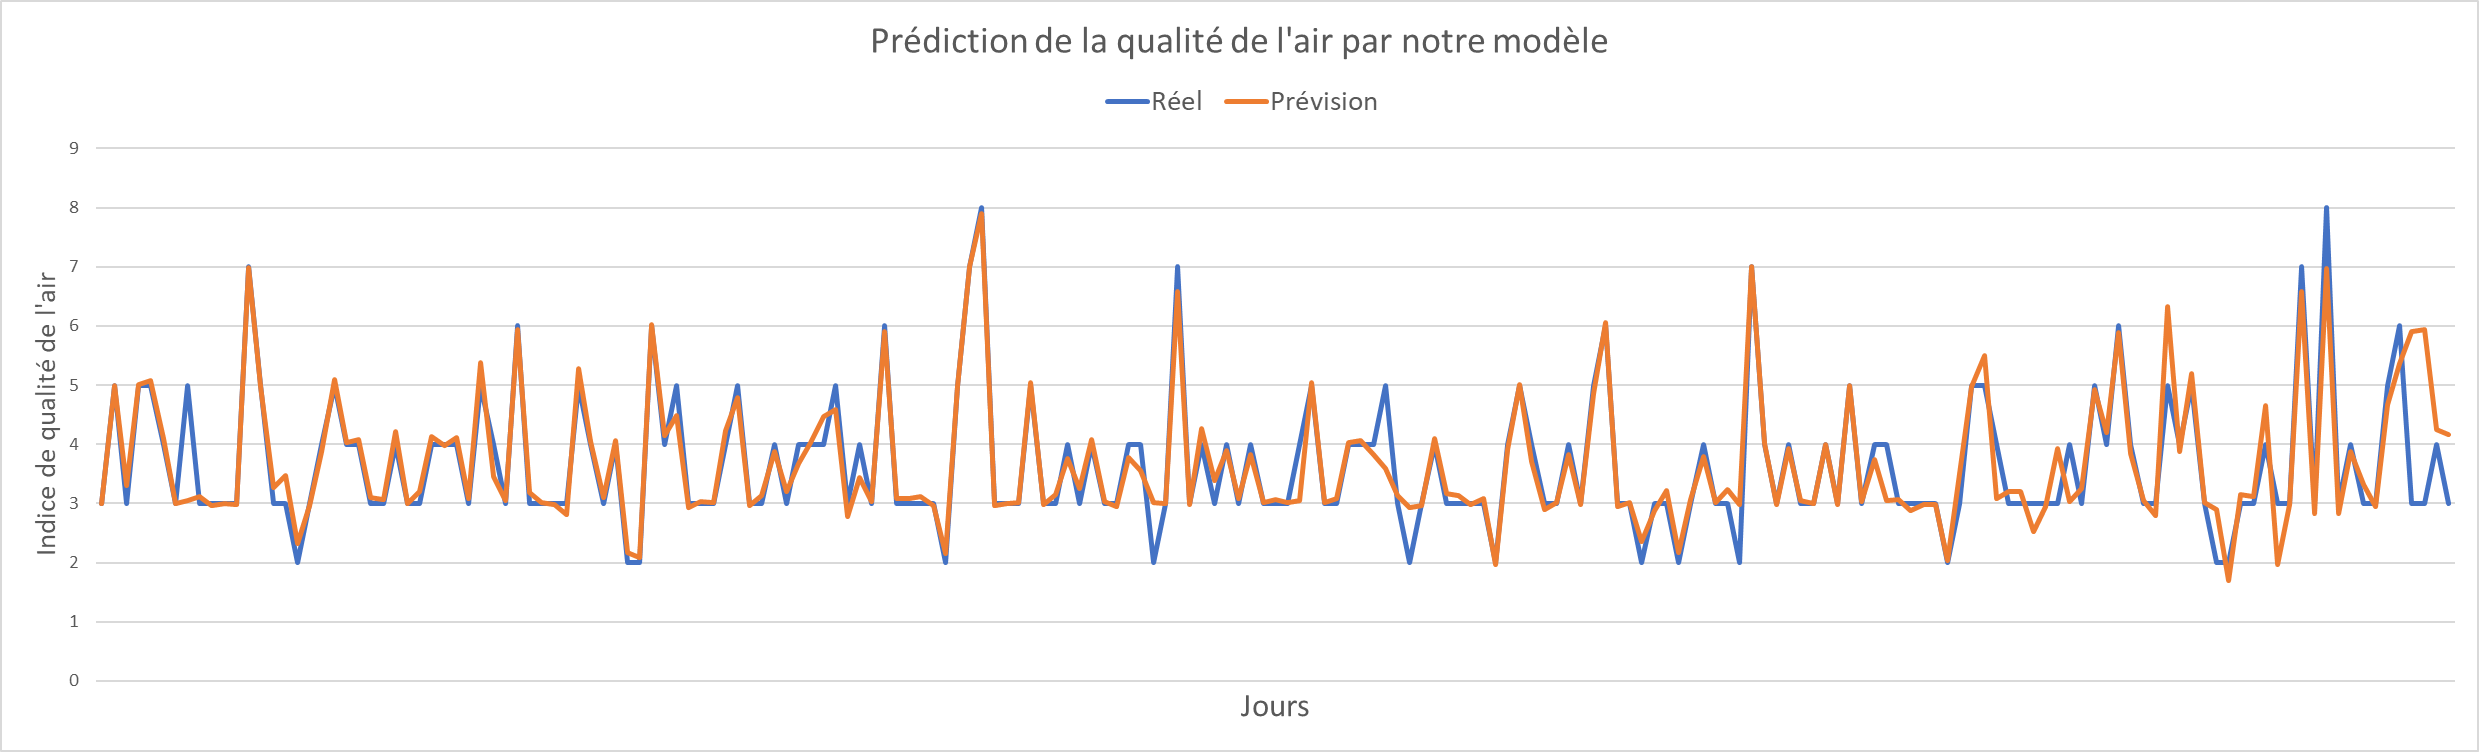 Prédiction de la qualité de l'air par notre modèle
Réel Prévision
Indice de qualité de l'air
9
8
7
6
5
4
3
2
1
0
Jours